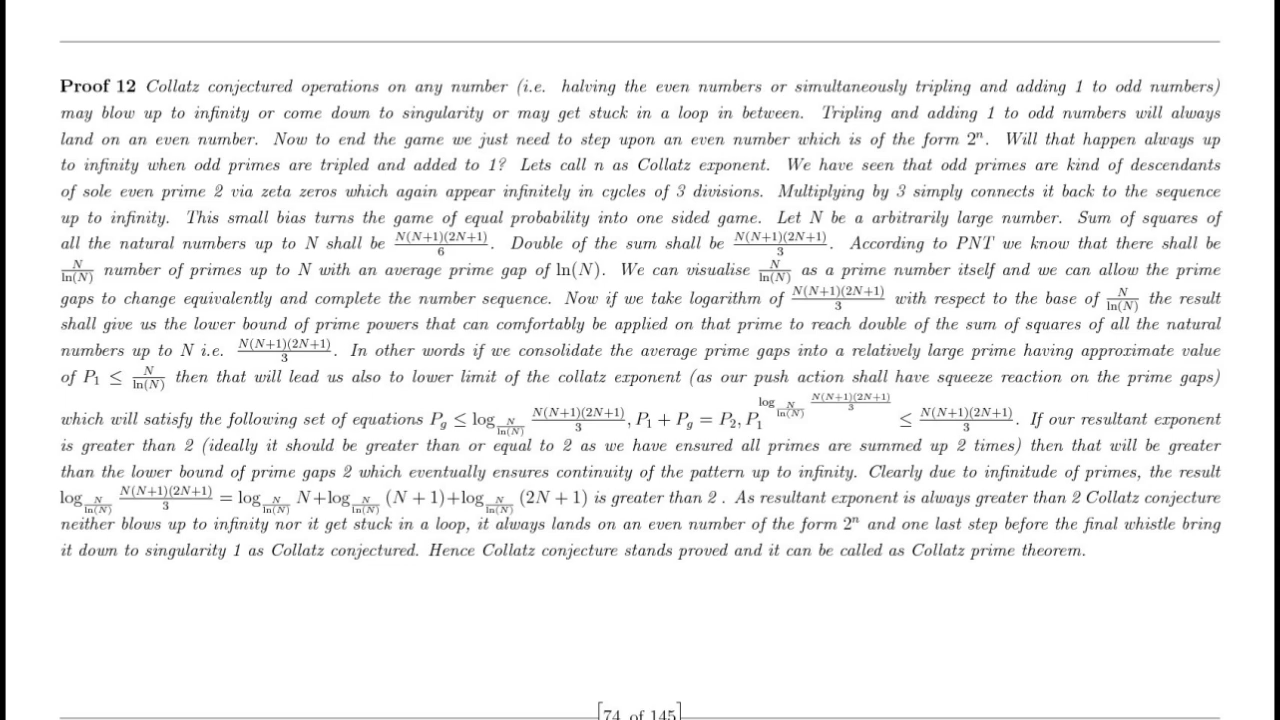 Proof 12 Collatz conjectured operations on any number (i.e. halving the even numbers or simultaneously tripling and adding 1 to odd numbers)
may blow up to infinity or come down to singularity or may get stuck in a loop in between. Tripling and adding 1 to odd numbers will always
land on an even number. Now to end the game we just need to step upon an even number which is of the form 2ⁿ. Will that happen always up
to infinity when odd primes are tripled and added to 1? Lets call n as Collatz exponent. We have seen that odd primes are kind of descendants
of sole even prime 2 via zeta zeros which again appear infinitely in cycles of 3 divisions. Multiplying by 3 simply connects it back to the sequence
up to infinity. This small bias turns the game of equal probability into one sided game. Let N be a arbitrarily large number. Sum of squares of
all the natural numbers up to N shall be \frac{N(N+1)(2N+1)}{6}. Double of the sum shall be \frac{N(N+1)(2N+1)}{3}. According to PNT we know that there shall be
\frac{N}{\ln(N)} number of primes up to N with an average prime gap of ln(N). We can visualise \frac{N}{\ln(N)} as a prime number itself and we can allow the prime
gaps to change equivalently and complete the number sequence. Now if we take logarithm of \frac{N(N+1)(2N+1)}{3} with respect to the base of \frac{N}{\ln(N)} the result
shall give us the lower bound of prime powers that can comfortably be applied on that prime to reach double of the sum of squares of all the natural
numbers up to N i.e. \frac{N(N+1)(2N+1)}{3}. In other words if we consolidate the average prime gaps into a relatively large prime having approximate value
of P₁ ≤ \frac{N}{\ln(N)} then that will lead us also to lower limit of the collatz exponent (as our push action shall have squeeze reaction on the prime gaps)
which will satisfy the following set of equations P_g ≤ \log_{\frac{N}{\ln(N)}} \frac{N(N+1)(2N+1)}{3}, P₁ + P_g = P₂, P₁^{\log_{\frac{N}{\ln(N)}} \frac{N(N+1)(2N+1)}{3}} ≤ \frac{N(N+1)(2N+1)}{3}. If our resultant exponent
is greater than 2 (ideally it should be greater than or equal to 2 as we have ensured all primes are summed up 2 times) then that will be greater
than the lower bound of prime gaps 2 which eventually ensures continuity of the pattern up to infinity. Clearly due to infinitude of primes, the result
\log_{\frac{N}{\ln(N)}} \frac{N(N+1)(2N+1)}{3} = \log_{\frac{N}{\ln(N)}} N + \log_{\frac{N}{\ln(N)}} (N + 1) + \log_{\frac{N}{\ln(N)}} (2N + 1) is greater than 2 . As resultant exponent is always greater than 2 Collatz conjecture
neither blows up to infinity nor it get stuck in a loop, it always lands on an even number of the form 2ⁿ and one last step before the final whistle bring
it down to singularity 1 as Collatz conjectured. Hence Collatz conjecture stands proved and it can be called as Collatz prime theorem.
74 of 145